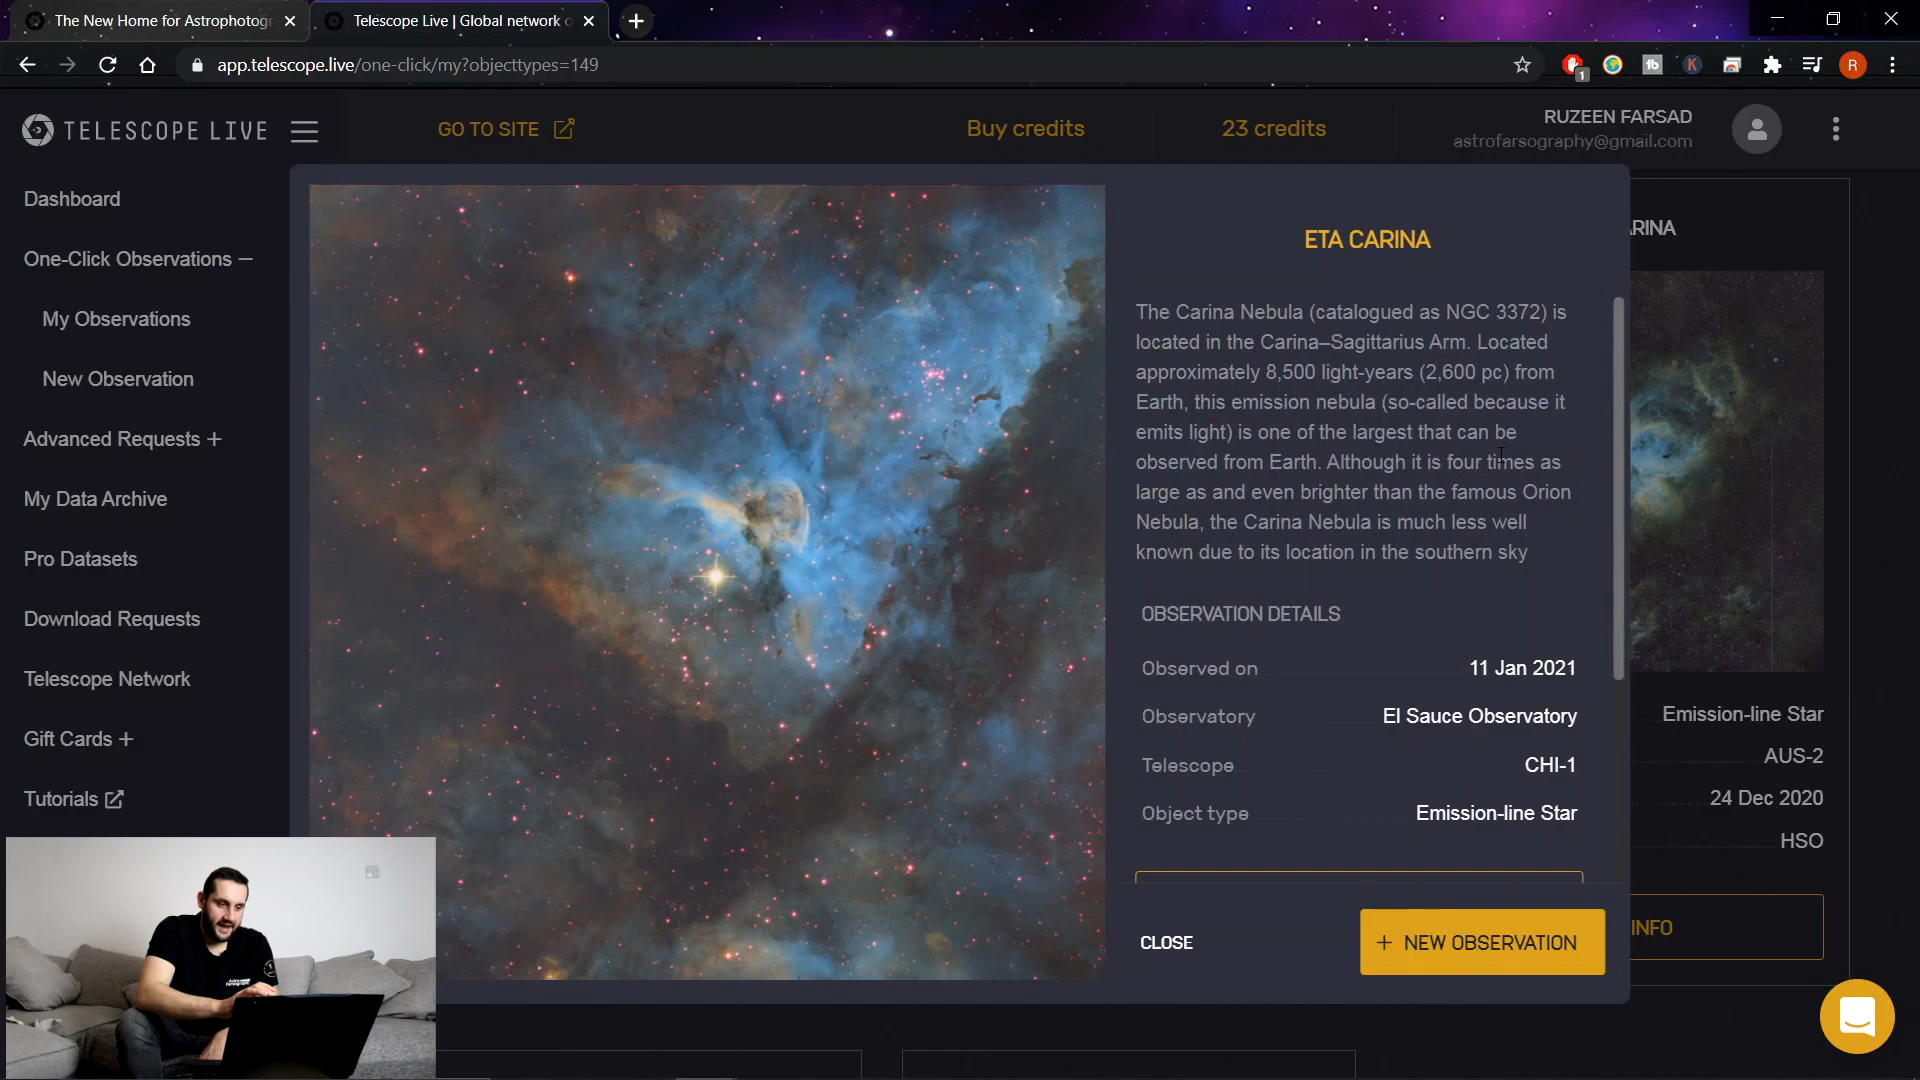 The New Home for Astrophotogr
Telescope Live | Global network o
app.telescope.live/one-click/my?objecttypes=149
1
tb
K
R
TELESCOPE LIVE
GO TO SITE
Buy credits
23 credits
RUZEEN FARSAD
astrofarsography@gmail.com
Dashboard
One-Click Observations –
My Observations
New Observation
Advanced Requests +
My Data Archive
Pro Datasets
Download Requests
Telescope Network
Gift Cards +
Tutorials
ETA CARINA
The Carina Nebula (catalogued as NGC 3372) is
located in the Carina–Sagittarius Arm. Located
approximately 8,500 light-years (2,600 pc) from
Earth, this emission nebula (so-called because it
emits light) is one of the largest that can be
observed from Earth. Although it is four times as
large as and even brighter than the famous Orion
Nebula, the Carina Nebula is much less well
known due to its location in the southern sky
OBSERVATION DETAILS
Observed on 11 Jan 2021
Observatory El Sauce Observatory
Telescope CHI-1
Object type Emission-line Star
CLOSE
+ NEW OBSERVATION
ARINA
Emission-line Star
AUS-2
24 Dec 2020
HSO
INFO